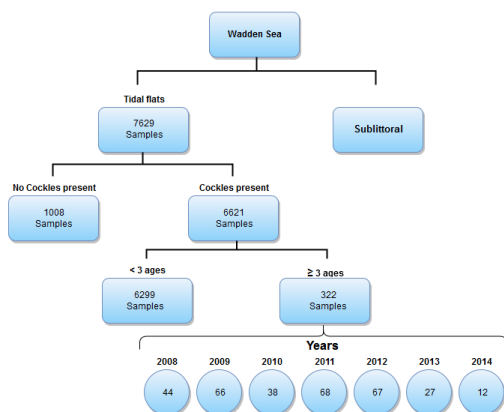 Wadden Sea
Tidal flats
7629
Samples
Sublittoral
No Cockles present
Cockles present
1008
Samples
6621
Samples
< 3 ages
≥ 3 ages
6299
Samples
322
Samples
Years
2008 2009 2010 2011 2012 2013 2014
44 66 38 68 67 27 12